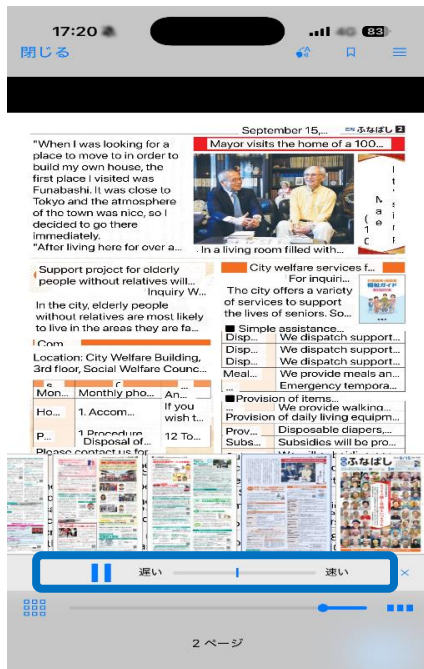 17:20
4G 83
閉じる
September 15,...
ふなばし 2
"When I was looking for a
place to move to in order to
build my own house, the
first place I visited was
Funabashi. It was close to
Tokyo and the atmosphere
of the town was nice, so I
decided to go there
immediately.
"After living here for over a...
Mayor visits the home of a 100...
In a living room filled with...
Support project for elderly
people without relatives will...
Inquiry W...
In the city, elderly people
without relatives are most likely
to live in the areas they are fa...
Com
Location: City Welfare Building,
3rd floor, Social Welfare Counc...
Mon... Monthly pho... An...
Ho... 1. Accom... If you
wish t...
P... 1 Procedure
Disposal of... 12 To...
Please contact us for
City welfare services f...
For inquiri...
The city offers a variety
of services to support
the lives of seniors. So...
福祉ガイド
■ Simple assistance...
Disp... We dispatch support...
Disp... We dispatch support...
Disp... We dispatch support...
Meal... We provide meals an...
... Emergency tempora...
■Provision of items...
... We provide walking...
Provision of daily living equipm...
Prov... Disposable diapers,...
Subs... Subsidies will be pro...
ふなばし
遅い 速い ×
2 ページ